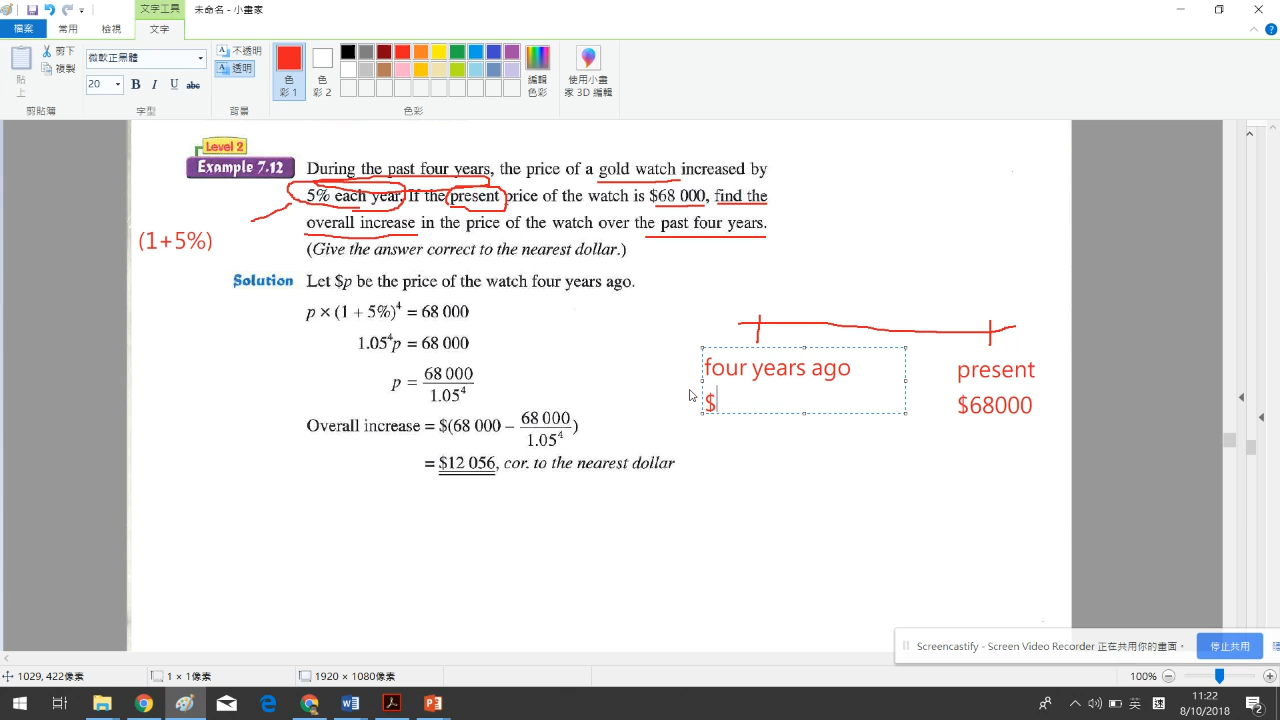 文字工具
未命名 - 小畫家
檔案
常用
檢視
文字
貼上
剪下
複製
剪貼簿
微軟正黑體
20
B I U abc
字型
不透明
透明
背景
色彩 1
色彩 2
編輯色彩
使用小畫家 3D 編輯
色彩
Level 2
Example 7.12
During the past four years, the price of a gold watch increased by
5% each year. If the present price of the watch is $68 000, find the
overall increase in the price of the watch over the past four years.
(Give the answer correct to the nearest dollar.)
(1+5%)
Solution Let $p be the price of the watch four years ago.
p × (1 + 5%)⁴ = 68 000
1.05⁴p = 68 000
p = 68 000 / 1.05⁴
Overall increase = $(68 000 – 68 000 / 1.05⁴)
= $12 056, cor. to the nearest dollar
four years ago
$
present
$68000
Screencastify - Screen Video Recorder 正在共用你的畫面。
停止共用
1029, 422像素
1 × 1像素
1920 × 1080像素
100%
英
11:22
8/10/2018
2